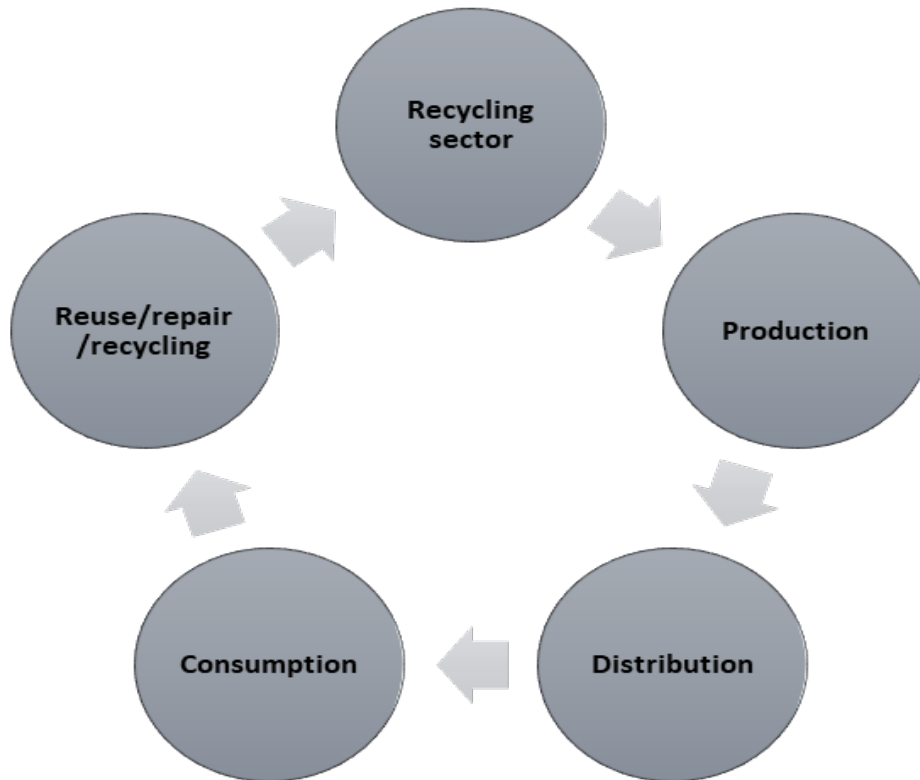 Recycling
sector
Production
Distribution
Consumption
Reuse/repair
/recycling